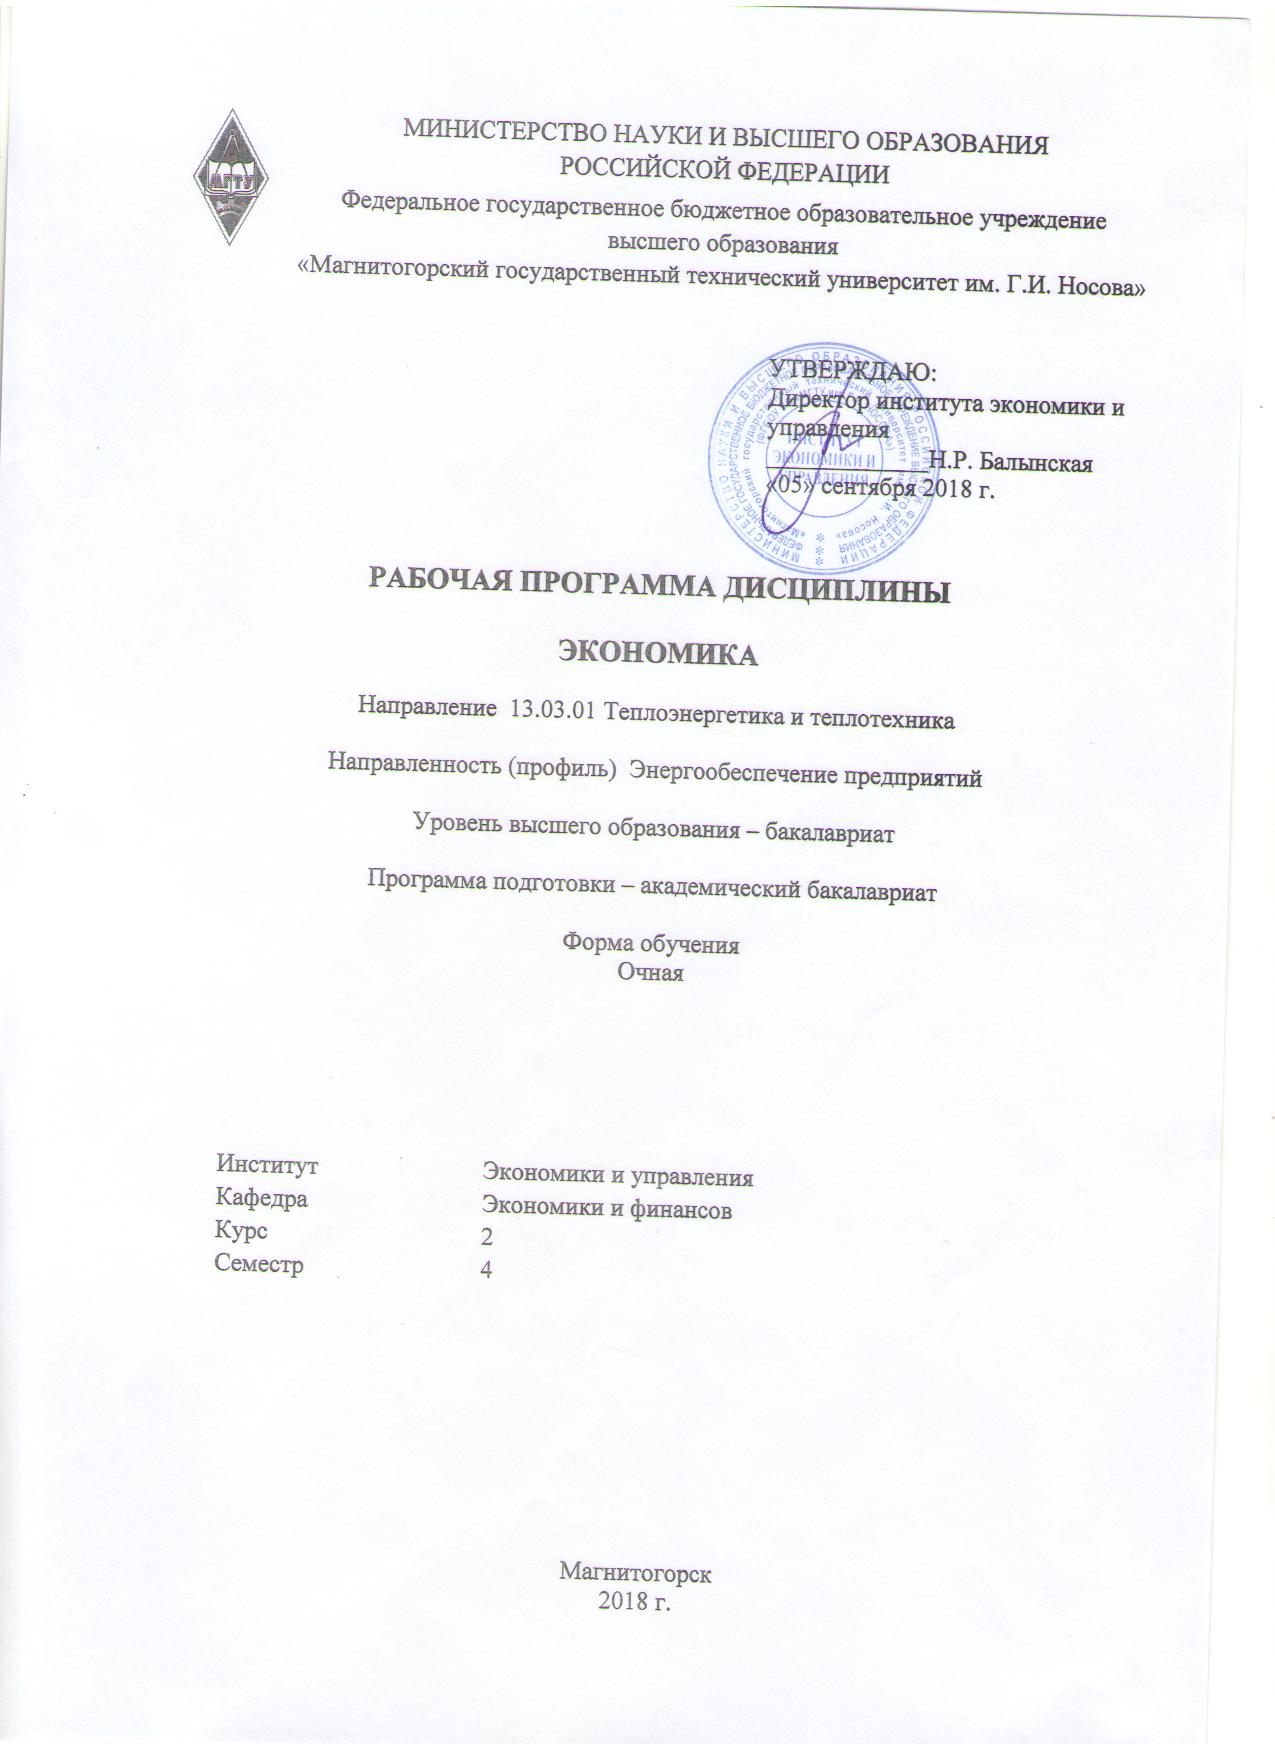 МИНИСТЕРСТВО НАУКИ И ВЫСШЕГО ОБРАЗОВАНИЯ
РОССИЙСКОЙ ФЕДЕРАЦИИ
Федеральное государственное бюджетное образовательное учреждение
высшего образования
«Магнитогорский государственный технический университет им. Г.И. Носова»
МГТУ
УТВЕРЖДАЮ:
Директор института экономики и
управления
Н.Р. Балынская
«05» сентября 2018 г.
ЭКОНОМИКИ И
УПРАВЛЕНИЯ
РАБОЧАЯ ПРОГРАММА ДИСЦИПЛИНЫ
ЭКОНОМИКА
Направление 13.03.01 Теплоэнергетика и теплотехника
Направленность (профиль) Энергообеспечение предприятий
Уровень высшего образования – бакалавриат
Программа подготовки – академический бакалавриат
Форма обучения
Очная
Институт Экономики и управления
Кафедра Экономики и финансов
Курс 2
Семестр 4
Магнитогорск
2018 г.